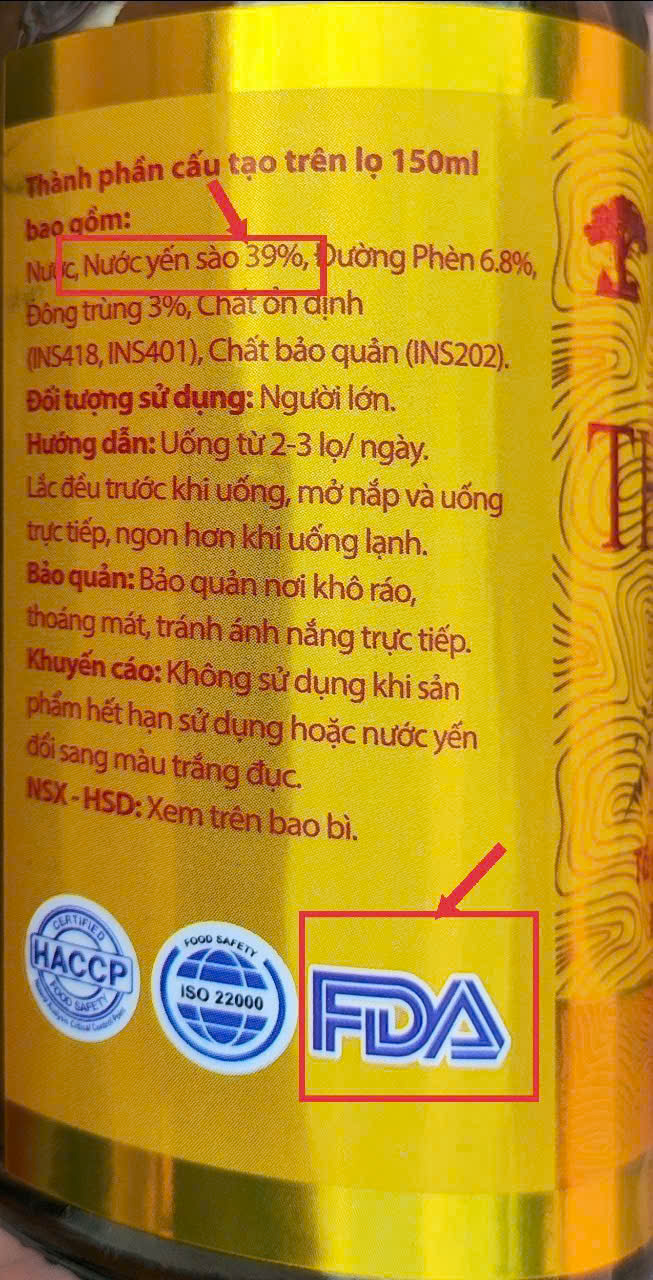 Thành phần cấu tạo trên lọ 150ml
bao gồm:
Nước, Nước yến sào 39%, Đường Phèn 6.8%,
Đông trùng 3%, Chất ổn định
(INS418, INS401), Chất bảo quản (INS202).
Đối tượng sử dụng: Người lớn.
Hướng dẫn: Uống từ 2-3 lọ/ ngày.
Lắc đều trước khi uống, mở nắp và uống
trực tiếp, ngon hơn khi uống lạnh.
Bảo quản: Bảo quản nơi khô ráo,
thoáng mát, tránh ánh nắng trực tiếp.
Khuyến cáo: Không sử dụng khi sản
phẩm hết hạn sử dụng hoặc nước yến
đổi sang màu trắng đục.
NSX - HSD: Xem trên bao bì.
CERTIFIED
HACCP
FOOD SAFETY
Hazard Analysis Critical Control Point
FOOD SAFETY
ISO 22000
FDA